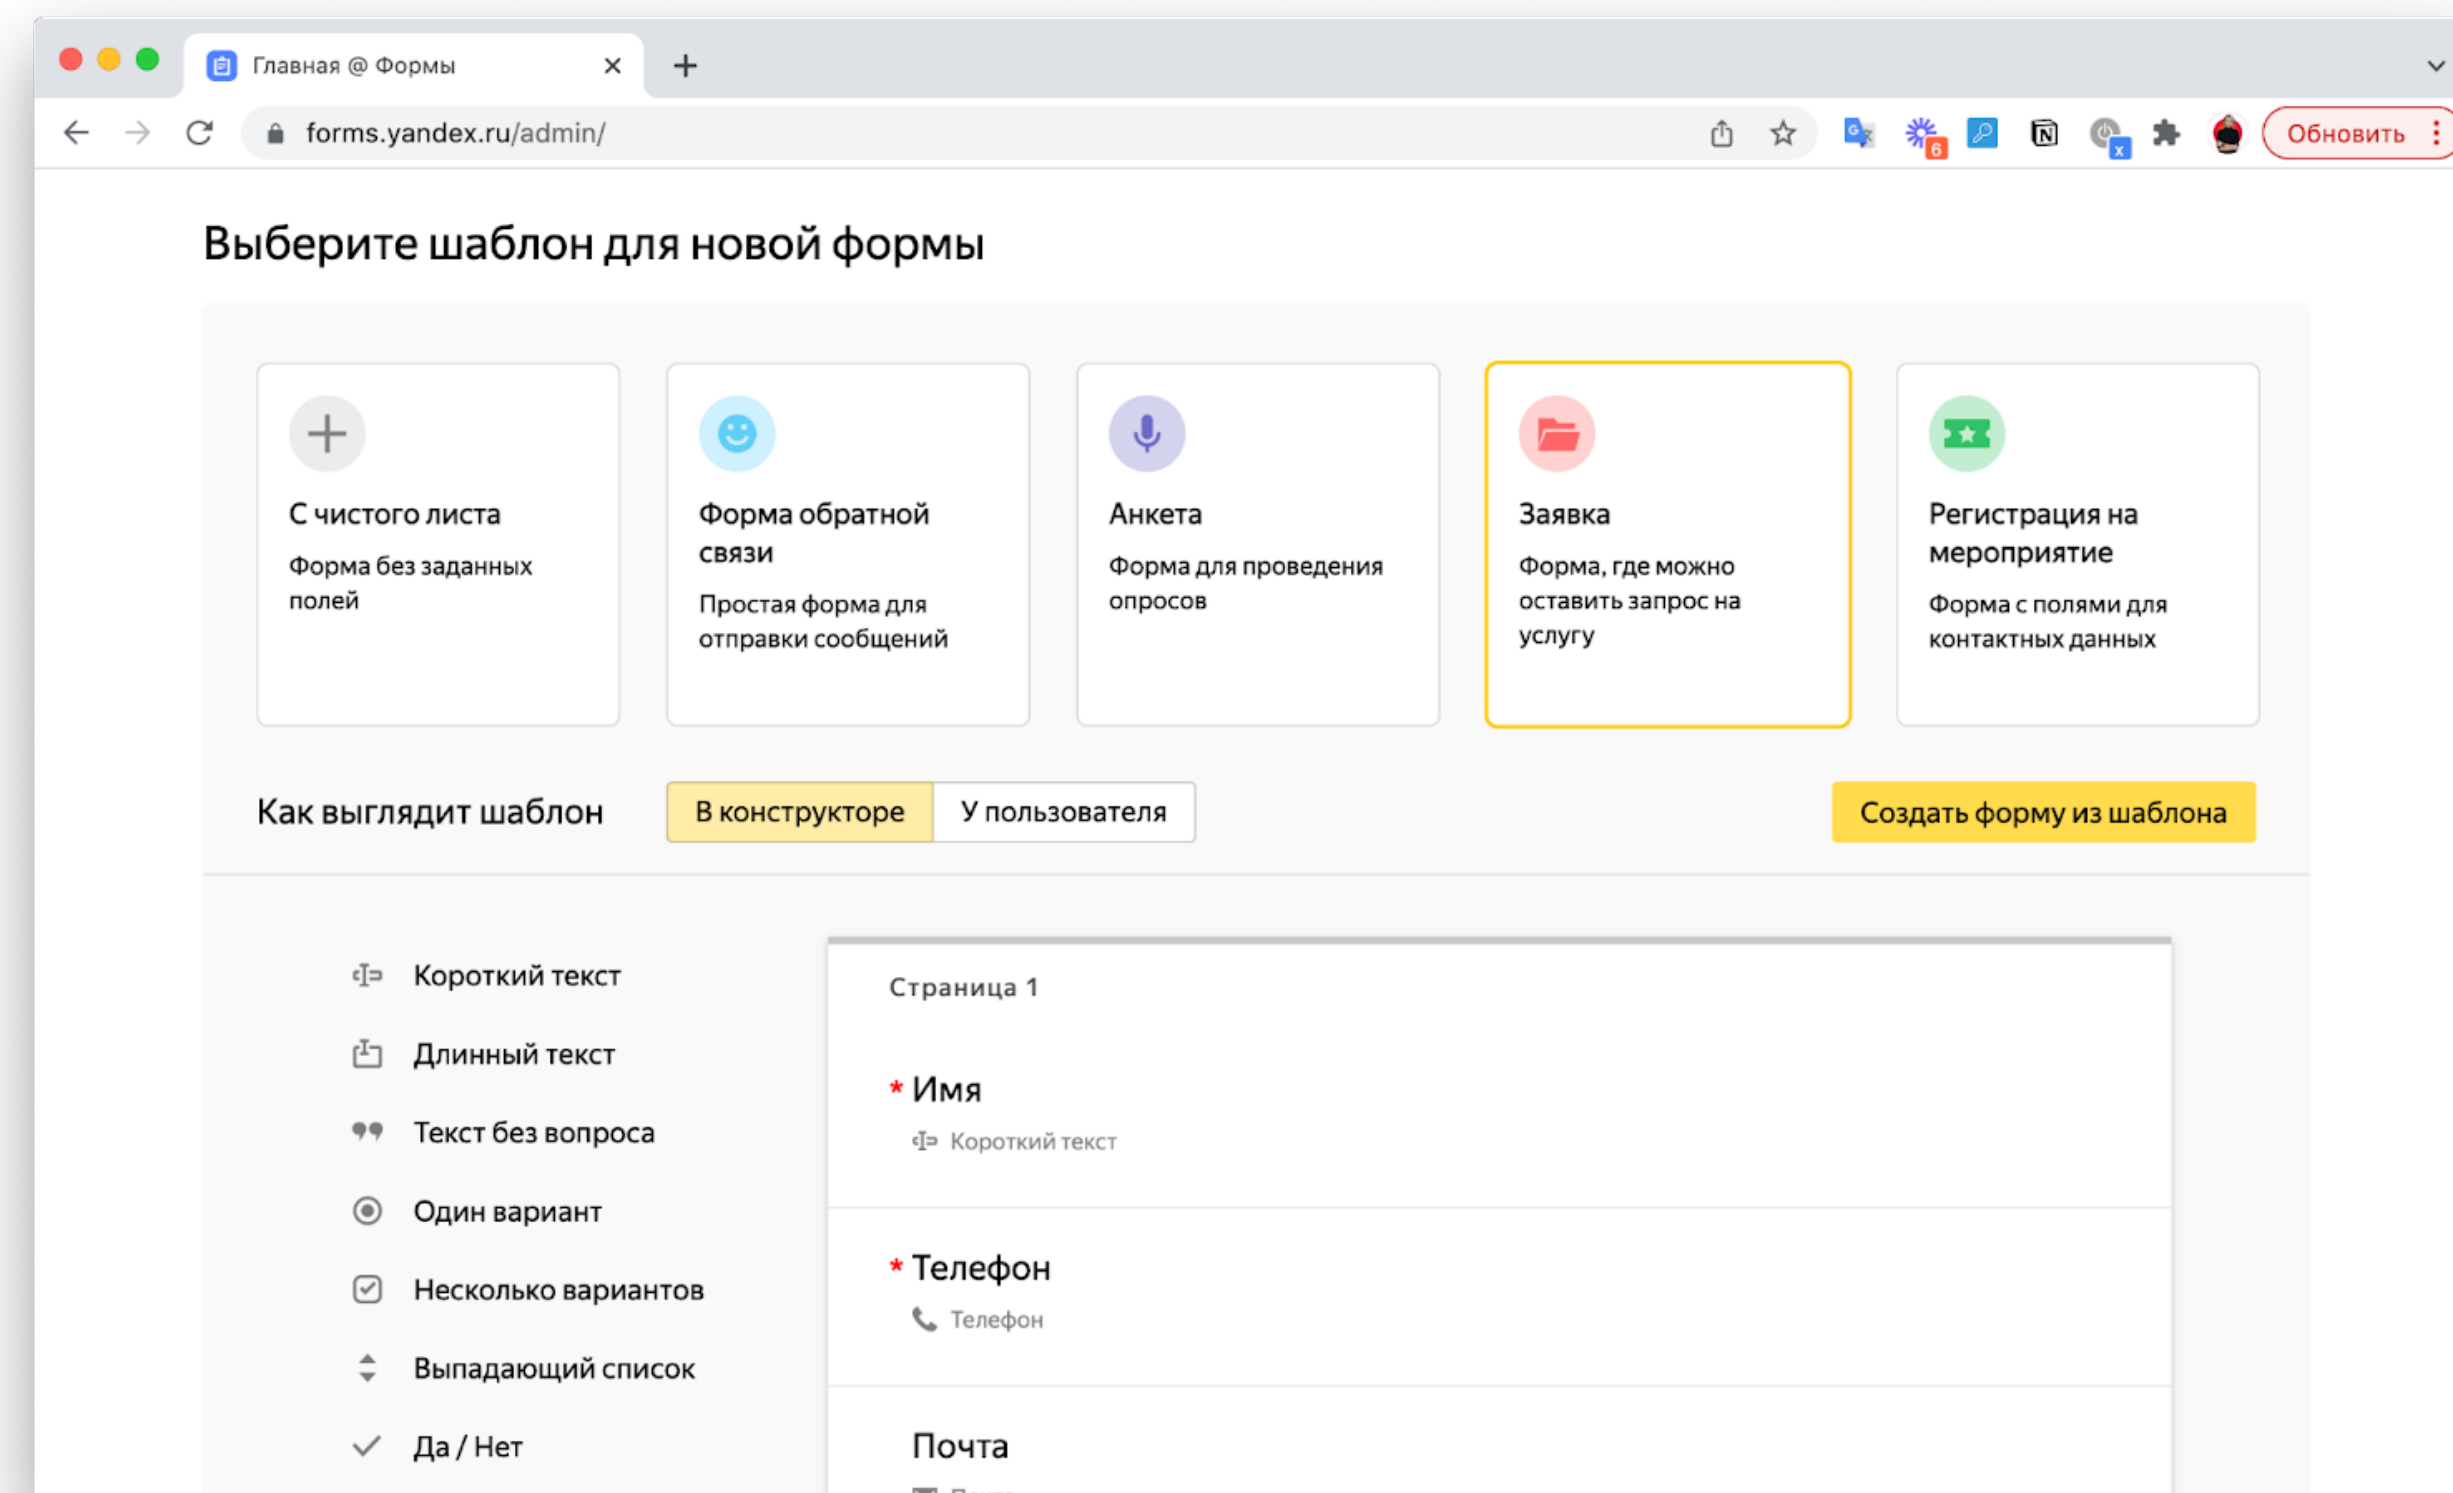 Главная @ Формы
forms.yandex.ru/admin/
6
x
Обновить
Выберите шаблон для новой формы
С чистого листа
Форма без заданных
полей
Форма обратной
связи
Простая форма для
отправки сообщений
Анкета
Форма для проведения
опросов
Заявка
Форма, где можно
оставить запрос на
услугу
Регистрация на
мероприятие
Форма с полями для
контактных данных
Как выглядит шаблон
В конструкторе
У пользователя
Создать форму из шаблона
Короткий текст
Длинный текст
Текст без вопроса
Один вариант
Несколько вариантов
Выпадающий список
Да / Нет
Страница 1
* Имя
Короткий текст
* Телефон
Телефон
Почта